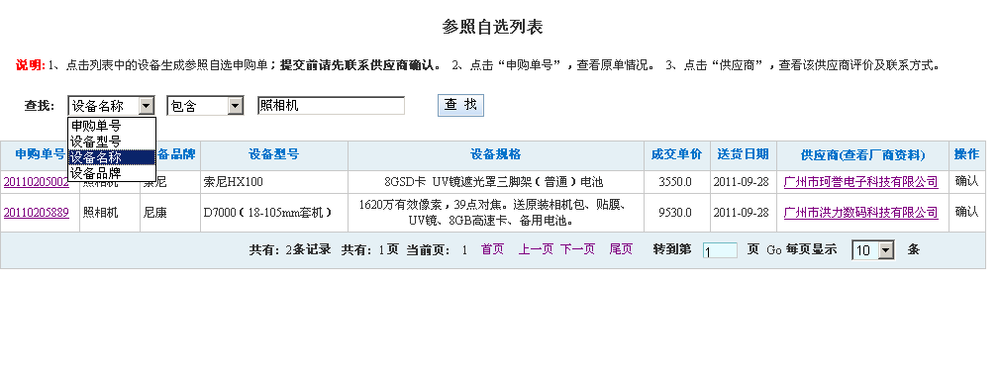 参照自选列表
说明: 1、点击列表中的设备生成参照自选申购单；提交前请先联系供应商确认。 2、点击“申购单号”，查看原单情况。 3、点击“供应商”，查看该供应商评价及联系方式。
查找: 设备名称 包含 照相机 查 找
申购单号
设备型号
设备名称
设备品牌
申购单号 备品牌 设备型号 设备规格 成交单价 送货日期 供应商(查看厂商资料) 操作
20110205002 照相机 索尼 索尼HX100 8GSD卡 UV镜遮光罩三脚架（普通）电池 3550.0 2011-09-28 广州市珂誉电子科技有限公司 确认
20110205889 照相机 尼康 D7000（18-105mm套机） 1620万有效像素，39点对焦。送原装相机包、贴膜、UV镜、8GB高速卡、备用电池。 9530.0 2011-09-28 广州市洪力数码科技有限公司 确认
共有: 2条记录 共有: 1页 当前页: 1 首页 上一页 下一页 尾页 转到第 1 页 Go 每页显示 10 条